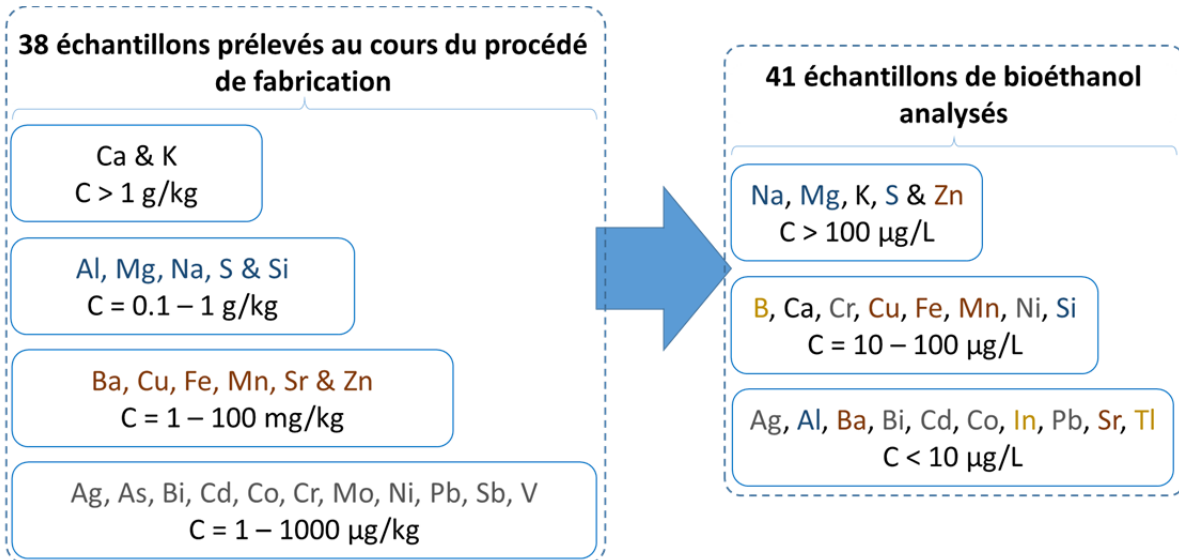 38 échantillons prélevés au cours du procédé
de fabrication
Ca & K
C > 1 g/kg
Al, Mg, Na, S & Si
C = 0.1 – 1 g/kg
Ba, Cu, Fe, Mn, Sr & Zn
C = 1 – 100 mg/kg
Ag, As, Bi, Cd, Co, Cr, Mo, Ni, Pb, Sb, V
C = 1 – 1000 µg/kg
41 échantillons de bioéthanol
analysés
Na, Mg, K, S & Zn
C > 100 µg/L
B, Ca, Cr, Cu, Fe, Mn, Ni, Si
C = 10 – 100 µg/L
Ag, Al, Ba, Bi, Cd, Co, In, Pb, Sr, Tl
C < 10 µg/L